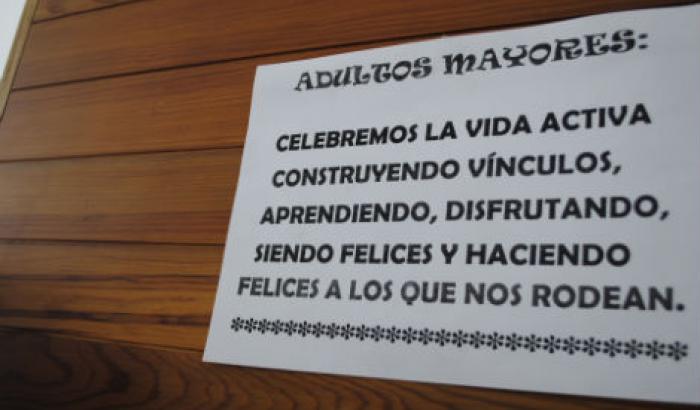 ADULTOS MAYORES:
CELEBREMOS LA VIDA ACTIVA
CONSTRUYENDO VÍNCULOS,
APRENDIENDO, DISFRUTANDO,
SIENDO FELICES Y HACIENDO
FELICES A LOS QUE NOS RODEAN.
***********************************